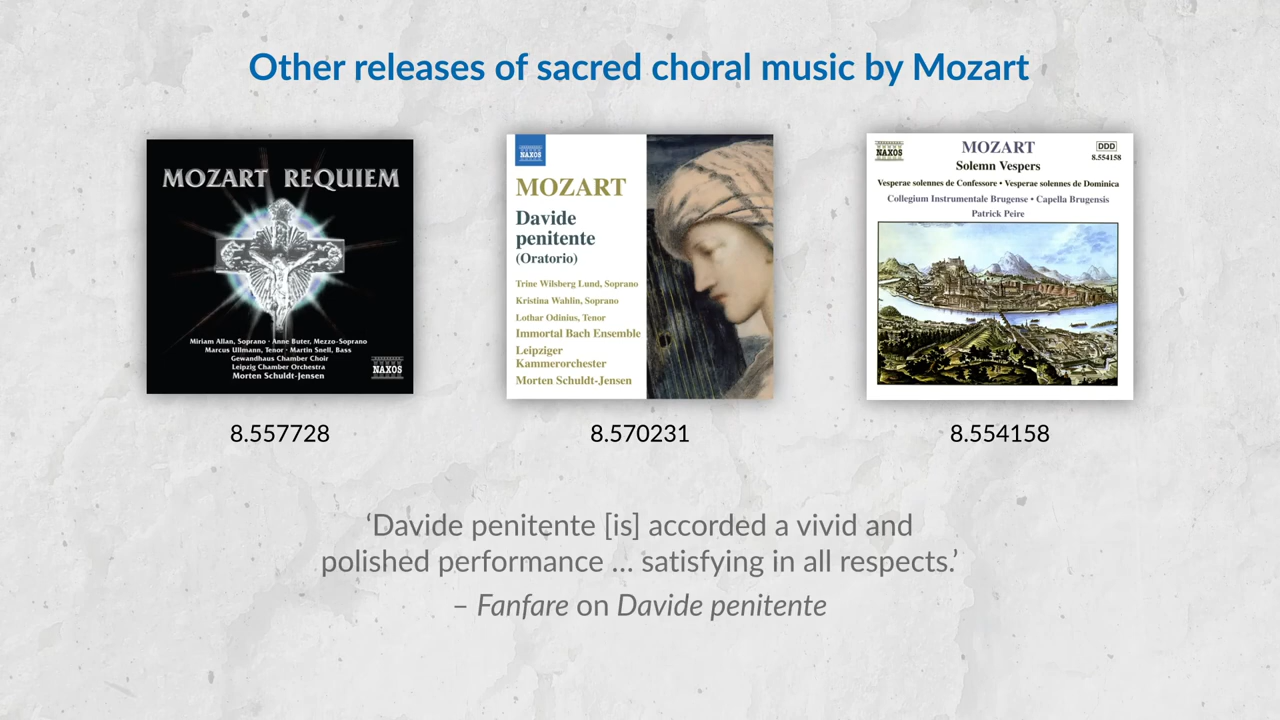 Other releases of sacred choral music by Mozart
MOZART REQUIEM
Miriam Allan, Soprano · Anne Buter, Mezzo-Soprano
Marcus Ullmann, Tenor · Martin Snell, Bass
Gewandhaus Chamber Choir
Leipzig Chamber Orchestra
Morten Schuldt-Jensen
NAXOS
8.557728
NAXOS
MOZART
Davide
penitente
(Oratorio)
Trine Wilsberg Lund, Soprano
Kristina Wahlin, Soprano
Lothar Odinius, Tenor
Immortal Bach Ensemble
Leipziger
Kammerorchester
Morten Schuldt-Jensen
8.570231
NAXOS
MOZART
DDD
8.554158
Solemn Vespers
Vesperae solennes de Confessore • Vesperae solennes de Dominica
Collegium Instrumentale Brugense • Capella Brugensis
Patrick Peire
8.554158
‘Davide penitente [is] accorded a vivid and
polished performance ... satisfying in all respects.’
– Fanfare on Davide penitente